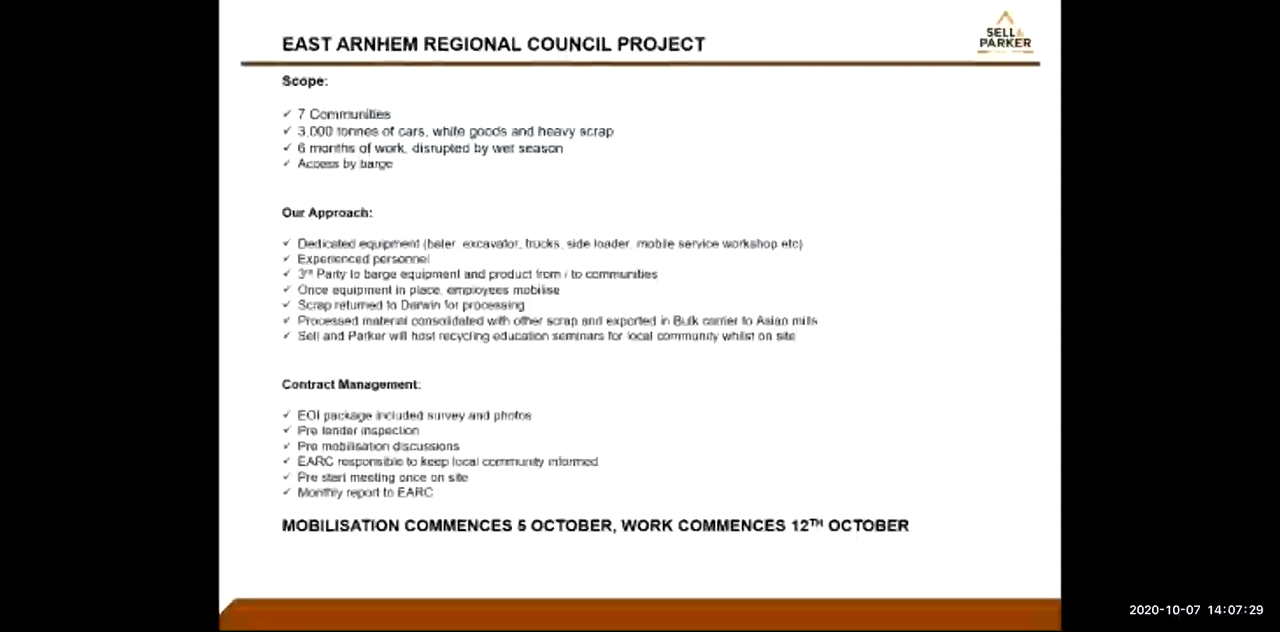 EAST ARNHEM REGIONAL COUNCIL PROJECT
SELL&
PARKER
Scope:
✓ 7 Communities
✓ 3,000 tonnes of cars, white goods and heavy scrap
✓ 6 months of work, disrupted by wet season
✓ Access by barge
Our Approach:
✓ Dedicated equipment (baler, excavator, trucks, side loader, mobile service workshop etc)
✓ Experienced personnel
✓ 3rd Party to barge equipment and product from / to communities
✓ Once equipment in place, employees mobilise
✓ Scrap returned to Darwin for processing
✓ Processed material consolidated with other scrap and exported in Bulk carrier to Asian mills
✓ Sell and Parker will host recycling education seminars for local community whilst on site
Contract Management:
✓ EOI package included survey and photos
✓ Pre tender inspection
✓ Pre mobilisation discussions
✓ EARC responsible to keep local community informed
✓ Pre start meeting once on site
✓ Monthly report to EARC
MOBILISATION COMMENCES 5 OCTOBER, WORK COMMENCES 12TH OCTOBER
2020-10-07 14:07:29